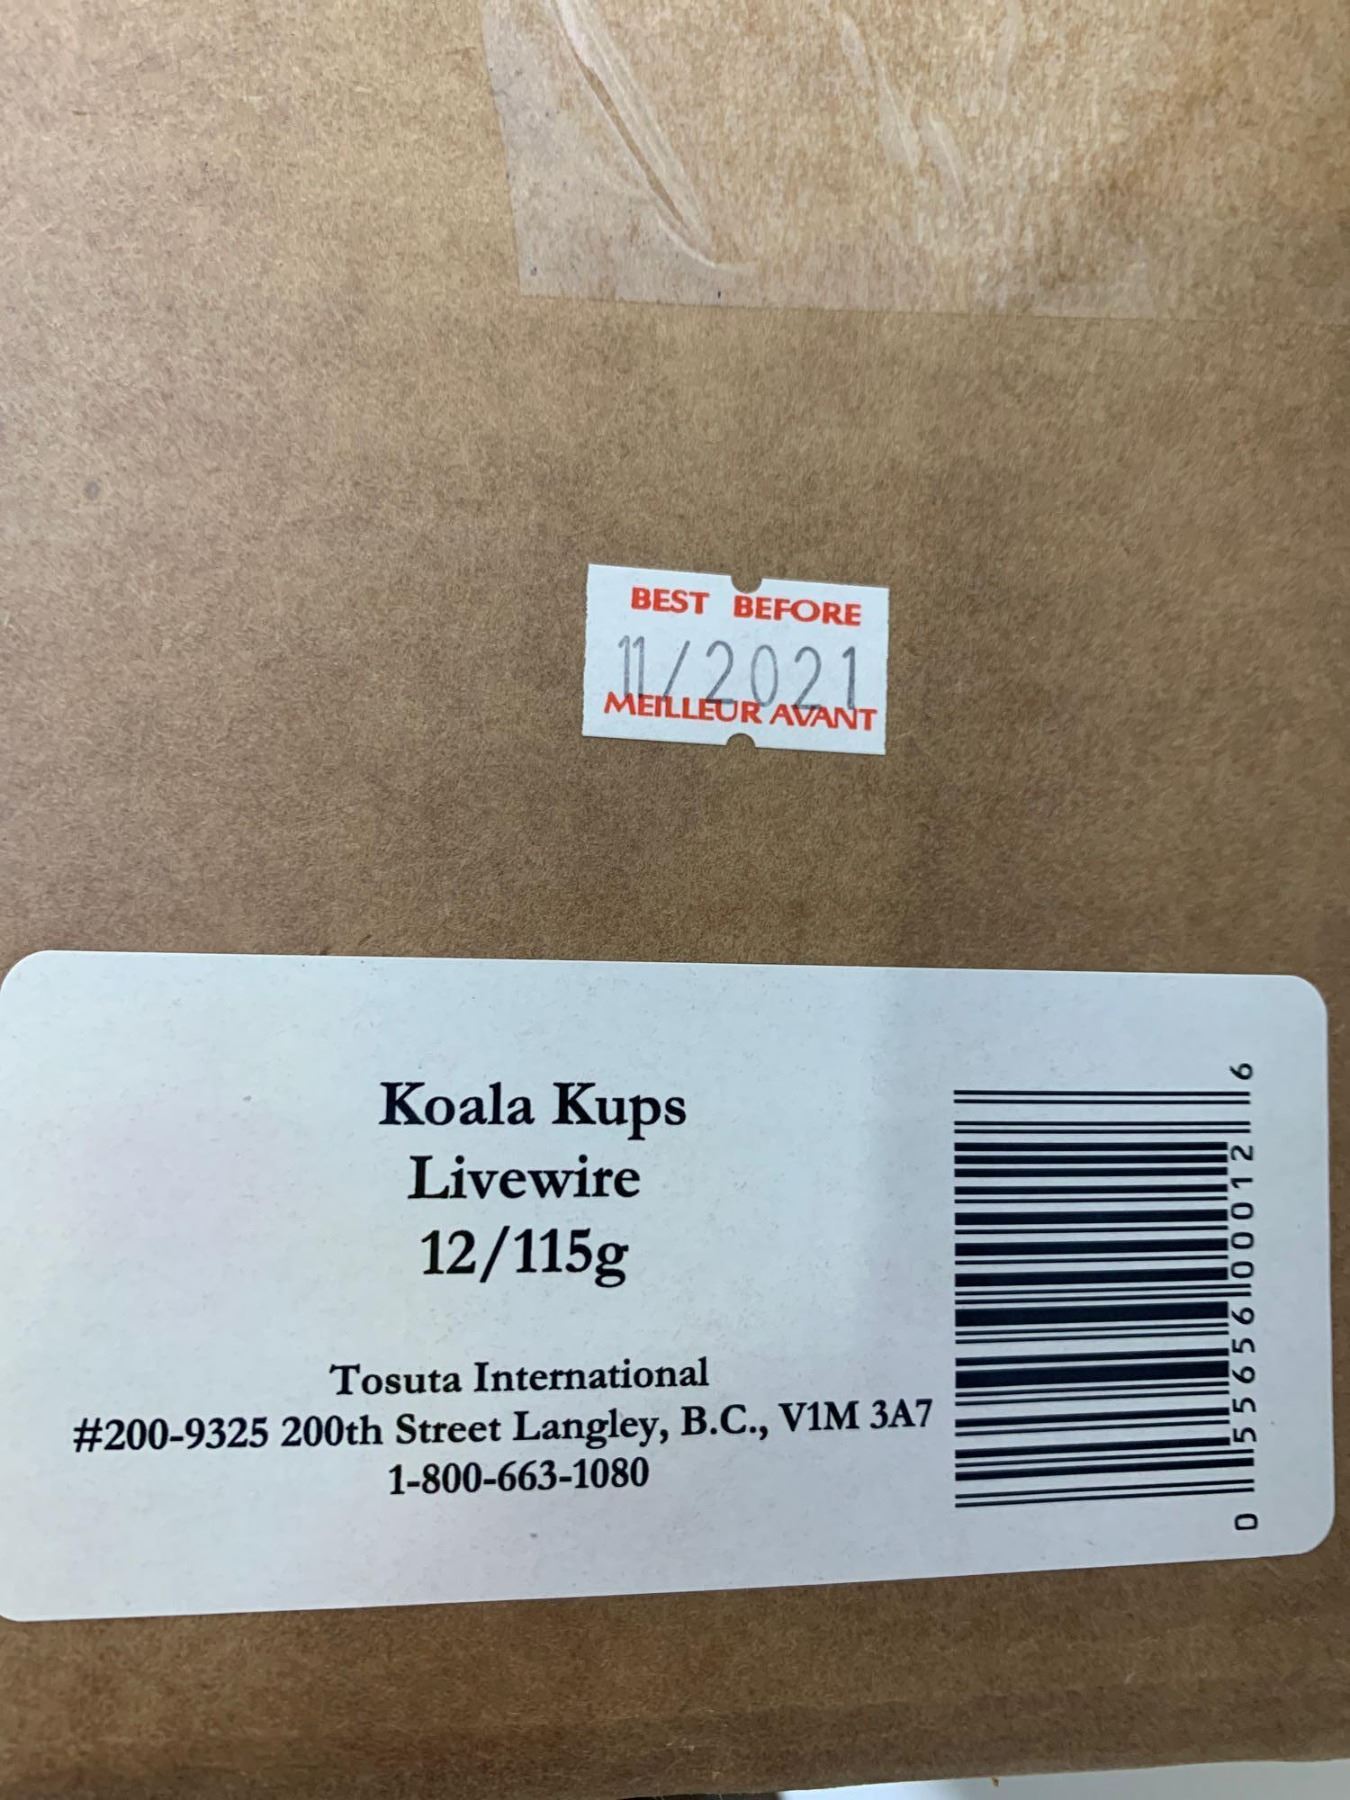 BEST BEFORE
11/2021
MEILLEUR AVANT
Koala Kups
Livewire
12/115g
Tosuta International
#200-9325 200th Street Langley, B.C., V1M 3A7
1-800-663-1080
0 55656 00012 6